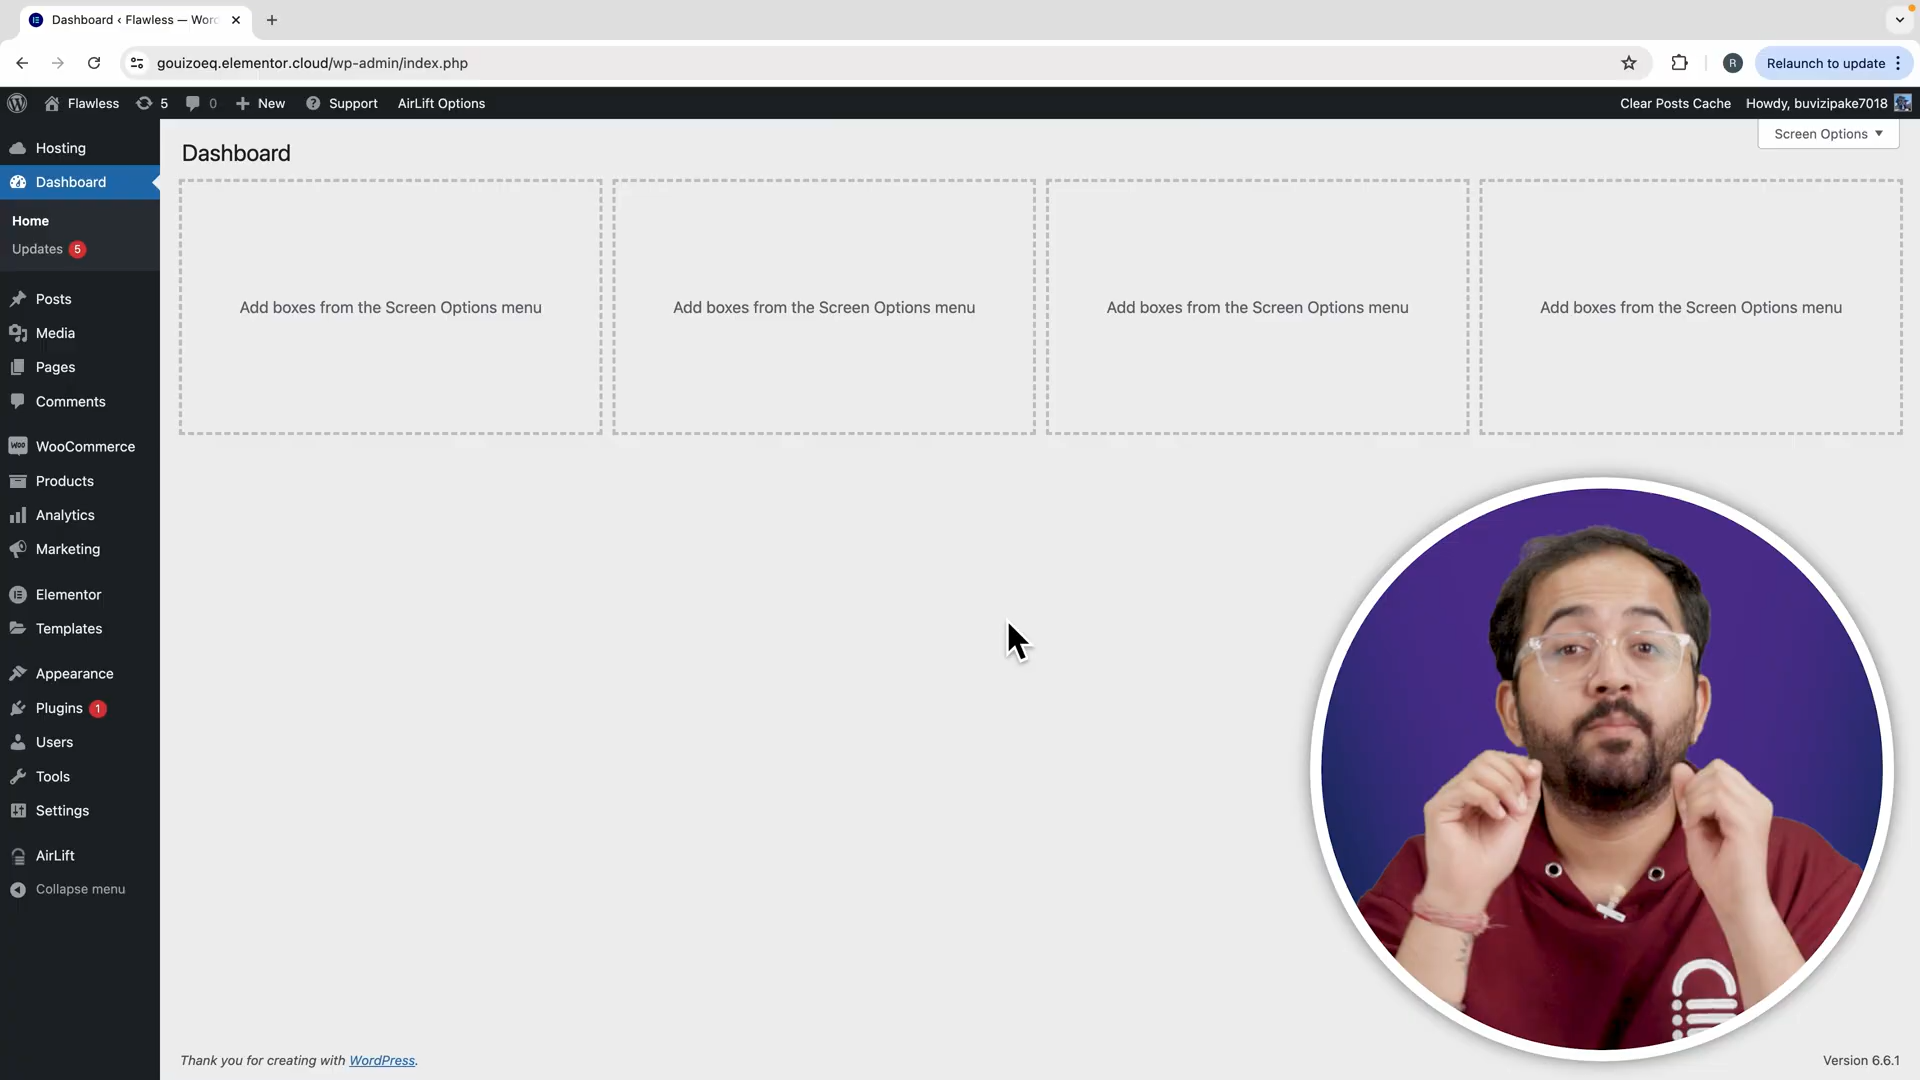 Dashboard ‹ Flawless — Word
gouizoeq.elementor.cloud/wp-admin/index.php
R
Relaunch to update
Flawless
5
0
New
Support
AirLift Options
Clear Posts Cache
Howdy, buvizipake7018
Screen Options
Hosting
Dashboard
Home
Updates 5
Posts
Media
Pages
Comments
WooCommerce
Products
Analytics
Marketing
Elementor
Templates
Appearance
Plugins 1
Users
Tools
Settings
AirLift
Collapse menu
Dashboard
Add boxes from the Screen Options menu
Add boxes from the Screen Options menu
Add boxes from the Screen Options menu
Add boxes from the Screen Options menu
Thank you for creating with WordPress.
Version 6.6.1